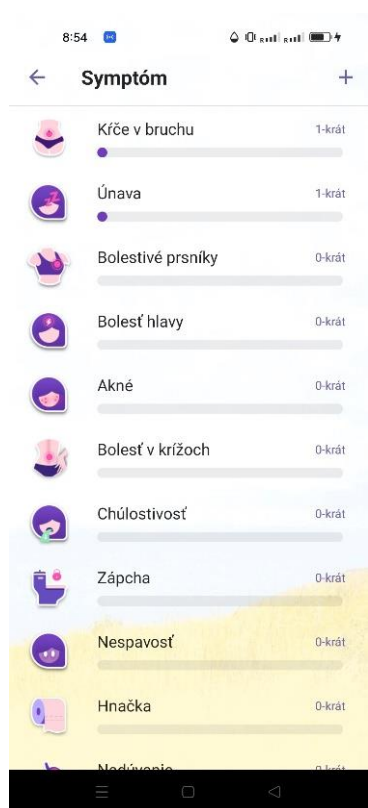 8:54
Symptóm
Kŕče v bruchu 1-krát
Únava 1-krát
Bolestivé prsníky 0-krát
Bolesť hlavy 0-krát
Akné 0-krát
Bolesť v krížoch 0-krát
Chúlostivosť 0-krát
Zápcha 0-krát
Nespavosť 0-krát
Hnačka 0-krát